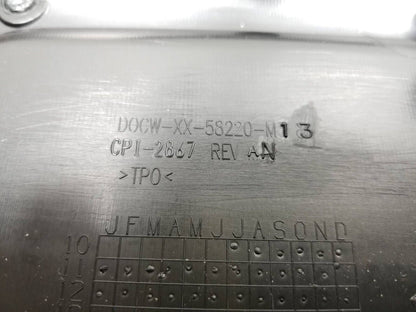 DOCW-XX-58220-M13
CPI-2867 REV AN
>TPO<
JFMAMJJASOND
10
11
12